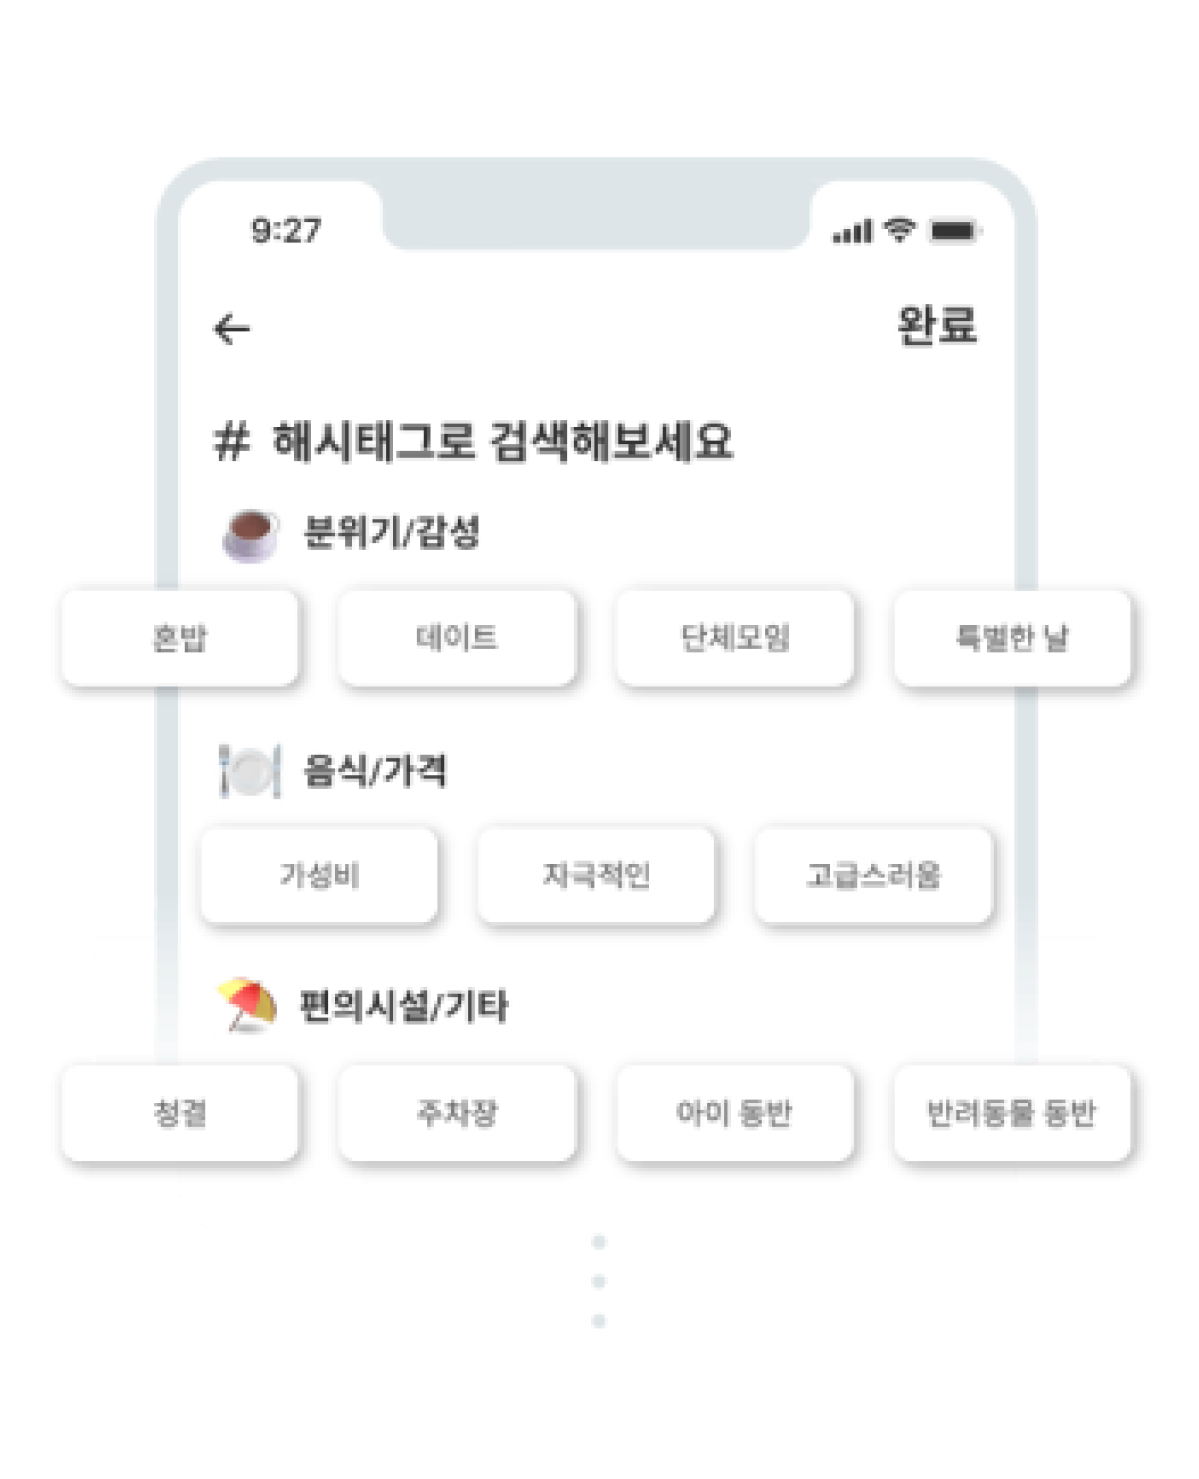 9:27
완료
# 해시태그로 검색해보세요
분위기/감성
혼밥 데이트 단체모임 특별한 날
음식/가격
가성비 자극적인 고급스러움
편의시설/기타
청결 주차장 아이 동반 반려동물 동반